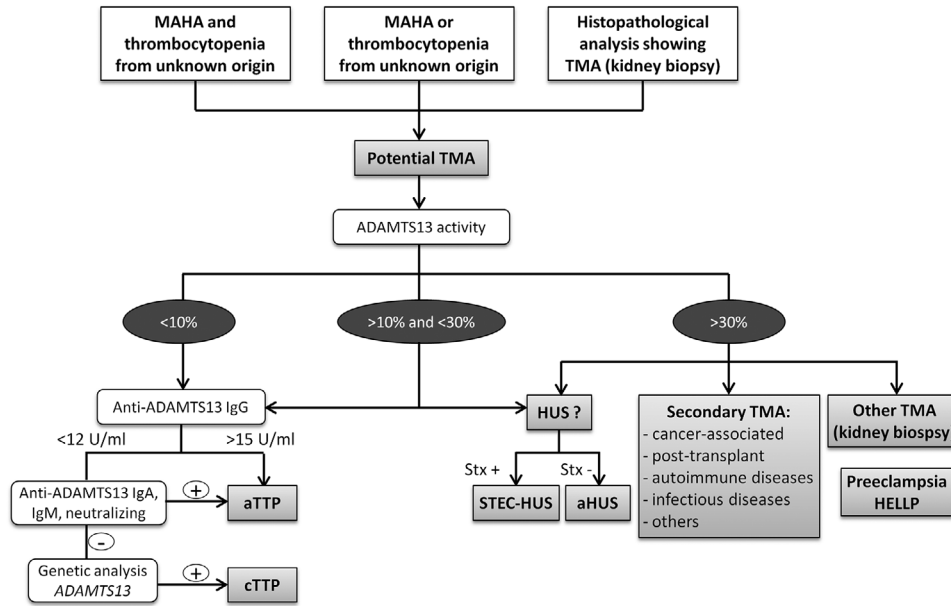 MAHA and
thrombocytopenia
from unknown origin
MAHA or
thrombocytopenia
from unknown origin
Histopathological
analysis showing
TMA (kidney biopsy)
Potential TMA
ADAMTS13 activity
<10%
>10% and <30%
>30%
Anti-ADAMTS13 IgG
<12 U/ml
>15 U/ml
Anti-ADAMTS13 IgA,
IgM, neutralizing
+
aTTP
-
Genetic analysis
ADAMTS13
+
cTTP
HUS ?
Stx +
Stx -
STEC-HUS
aHUS
Secondary TMA:
- cancer-associated
- post-transplant
- autoimmune diseases
- infectious diseases
- others
Other TMA
(kidney biospsy
Preeclampsia
HELLP